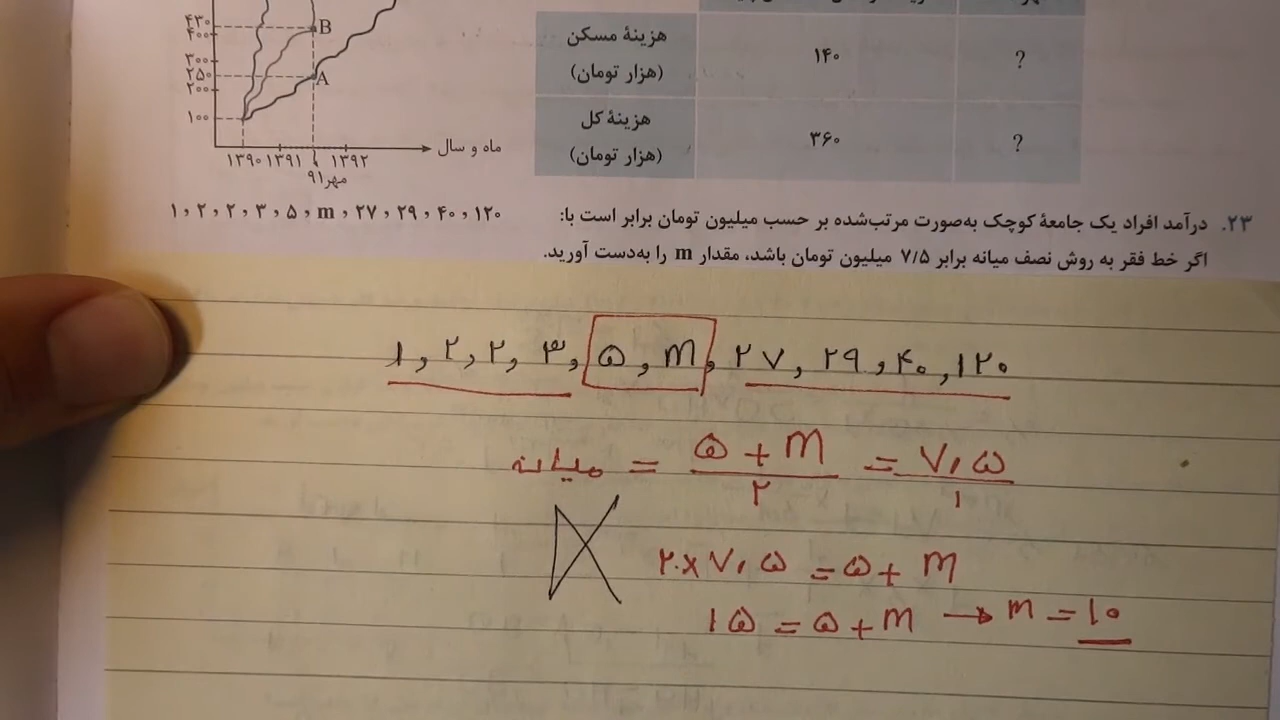 ۴۳۰
۴۰۰
B
۳۰۰
۲۵۰
A
۲۰۰
۱۰۰
ماه و سال
۱۳۹۰ ۱۳۹۱ ۱۳۹۲
مهر۹۱
هزینهٔ مسکن (هزار تومان) ۱۴۰ ?
هزینهٔ کل (هزار تومان) ۳۶۰ ?
۲۳. درآمد افراد یک جامعهٔ کوچک به‌صورت مرتب‌شده بر حسب میلیون تومان برابر است با:
۱, ۲, ۲, ۳, ۵, m, ۲۷, ۲۹, ۴۰, ۱۲۰
اگر خط فقر به روش نصف میانه برابر ۷/۵ میلیون تومان باشد، مقدار m را به‌دست آورید.
۱, ۲, ۲, ۳, ۵, m, ۲۷, ۲۹, ۴۰, ۱۲۰
میانه = (۵ + m)/۲ = ۷,۵/۱
۲×۷,۵ = ۵ + m
۱۵ = ۵ + m → m = ۱۰